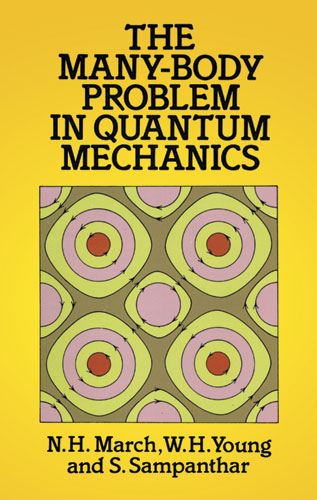 THE
MANY-BODY
PROBLEM
IN QUANTUM
MECHANICS
N.H. March, W.H. Young
and S. Sampanthar